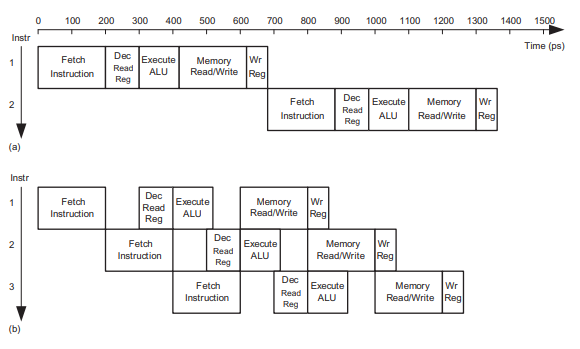 0 100 200 300 400 500 600 700 800 900 1000 1100 1200 1300 1400 1500
Time (ps)
Instr
1
Fetch
Instruction
Dec
Read
Reg
Execute
ALU
Memory
Read/Write
Wr
Reg
2
Fetch
Instruction
Dec
Read
Reg
Execute
ALU
Memory
Read/Write
Wr
Reg
(a)
Instr
1
Fetch
Instruction
Dec
Read
Reg
Execute
ALU
Memory
Read/Write
Wr
Reg
2
Fetch
Instruction
Dec
Read
Reg
Execute
ALU
Memory
Read/Write
Wr
Reg
3
Fetch
Instruction
Dec
Read
Reg
Execute
ALU
Memory
Read/Write
Wr
Reg
(b)